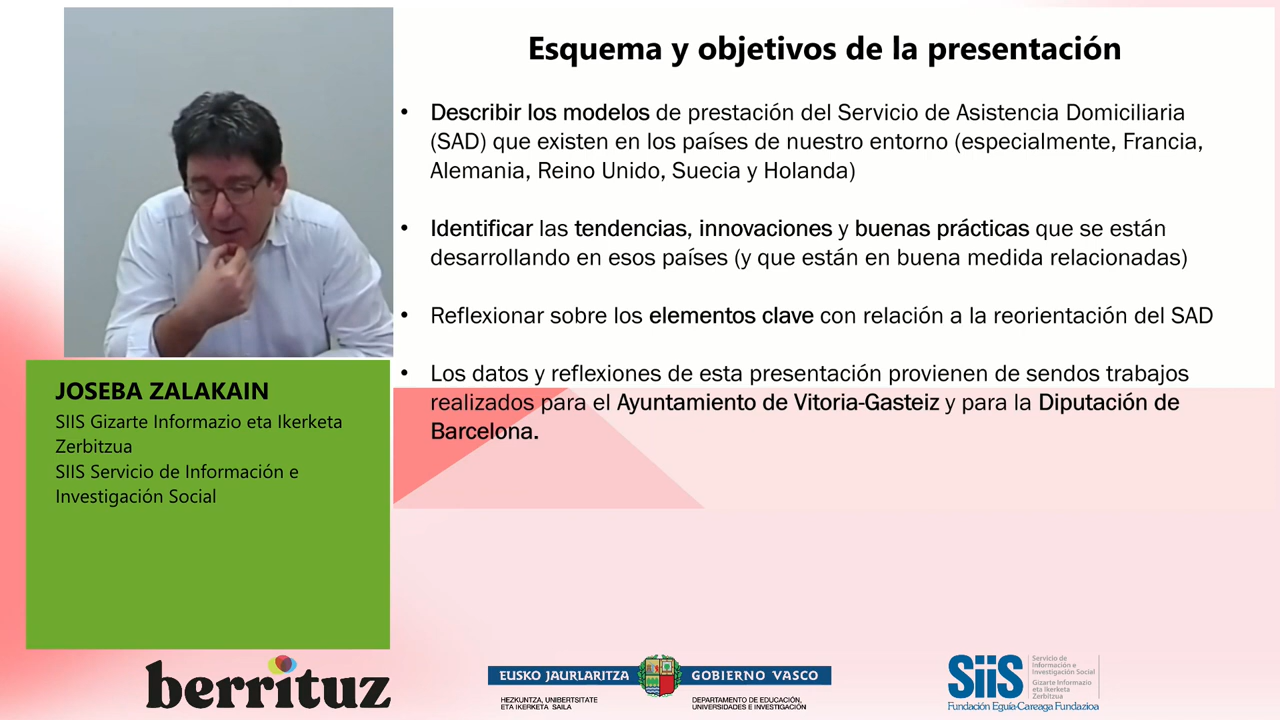 Esquema y objetivos de la presentación
• Describir los modelos de prestación del Servicio de Asistencia Domiciliaria
(SAD) que existen en los países de nuestro entorno (especialmente, Francia,
Alemania, Reino Unido, Suecia y Holanda)
• Identificar las tendencias, innovaciones y buenas prácticas que se están
desarrollando en esos países (y que están en buena medida relacionadas)
• Reflexionar sobre los elementos clave con relación a la reorientación del SAD
• Los datos y reflexiones de esta presentación provienen de sendos trabajos
realizados para el Ayuntamiento de Vitoria-Gasteiz y para la Diputación de
Barcelona.
JOSEBA ZALAKAIN
SIIS Gizarte Informazio eta Ikerketa
Zerbitzua
SIIS Servicio de Información e
Investigación Social
berrituz
EUSKO JAURLARITZA
GOBIERNO VASCO
HEZKUNTZA, UNIBERTSITATE
ETA IKERKETA SAILA
DEPARTAMENTO DE EDUCACIÓN,
UNIVERSIDADES E INVESTIGACIÓN
SiiS
Servicio de
Información e
Investigación Social
Gizarte Informazio
eta Ikerketa
Zerbitzua
Fundación Eguía-Careaga Fundazioa